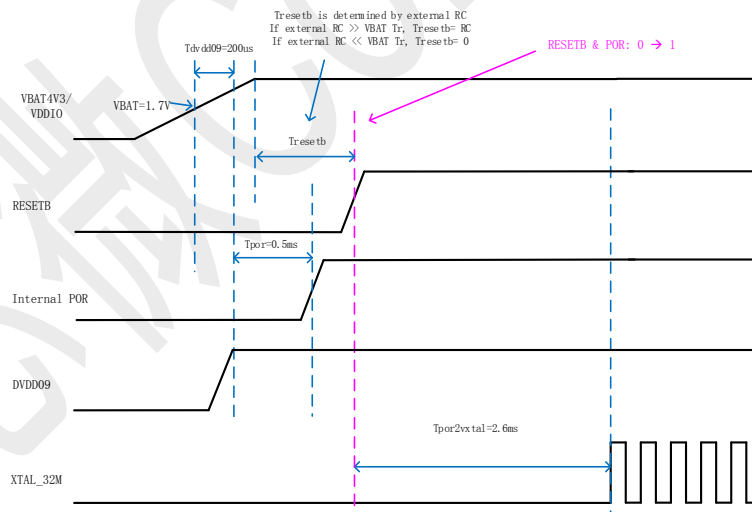 Tresetb is determined by external RC
If external RC >> VBAT Tr, Tresetb= RC
If external RC << VBAT Tr, Tresetb= 0
RESETB & POR: 0 → 1
Tdvdd09=200us
VBAT4V3/
VDDIO
VBAT=1.7V
Tresetb
RESETB
Tpor=0.5ms
Internal POR
DVDD09
Tpor2vxtal=2.6ms
XTAL_32M